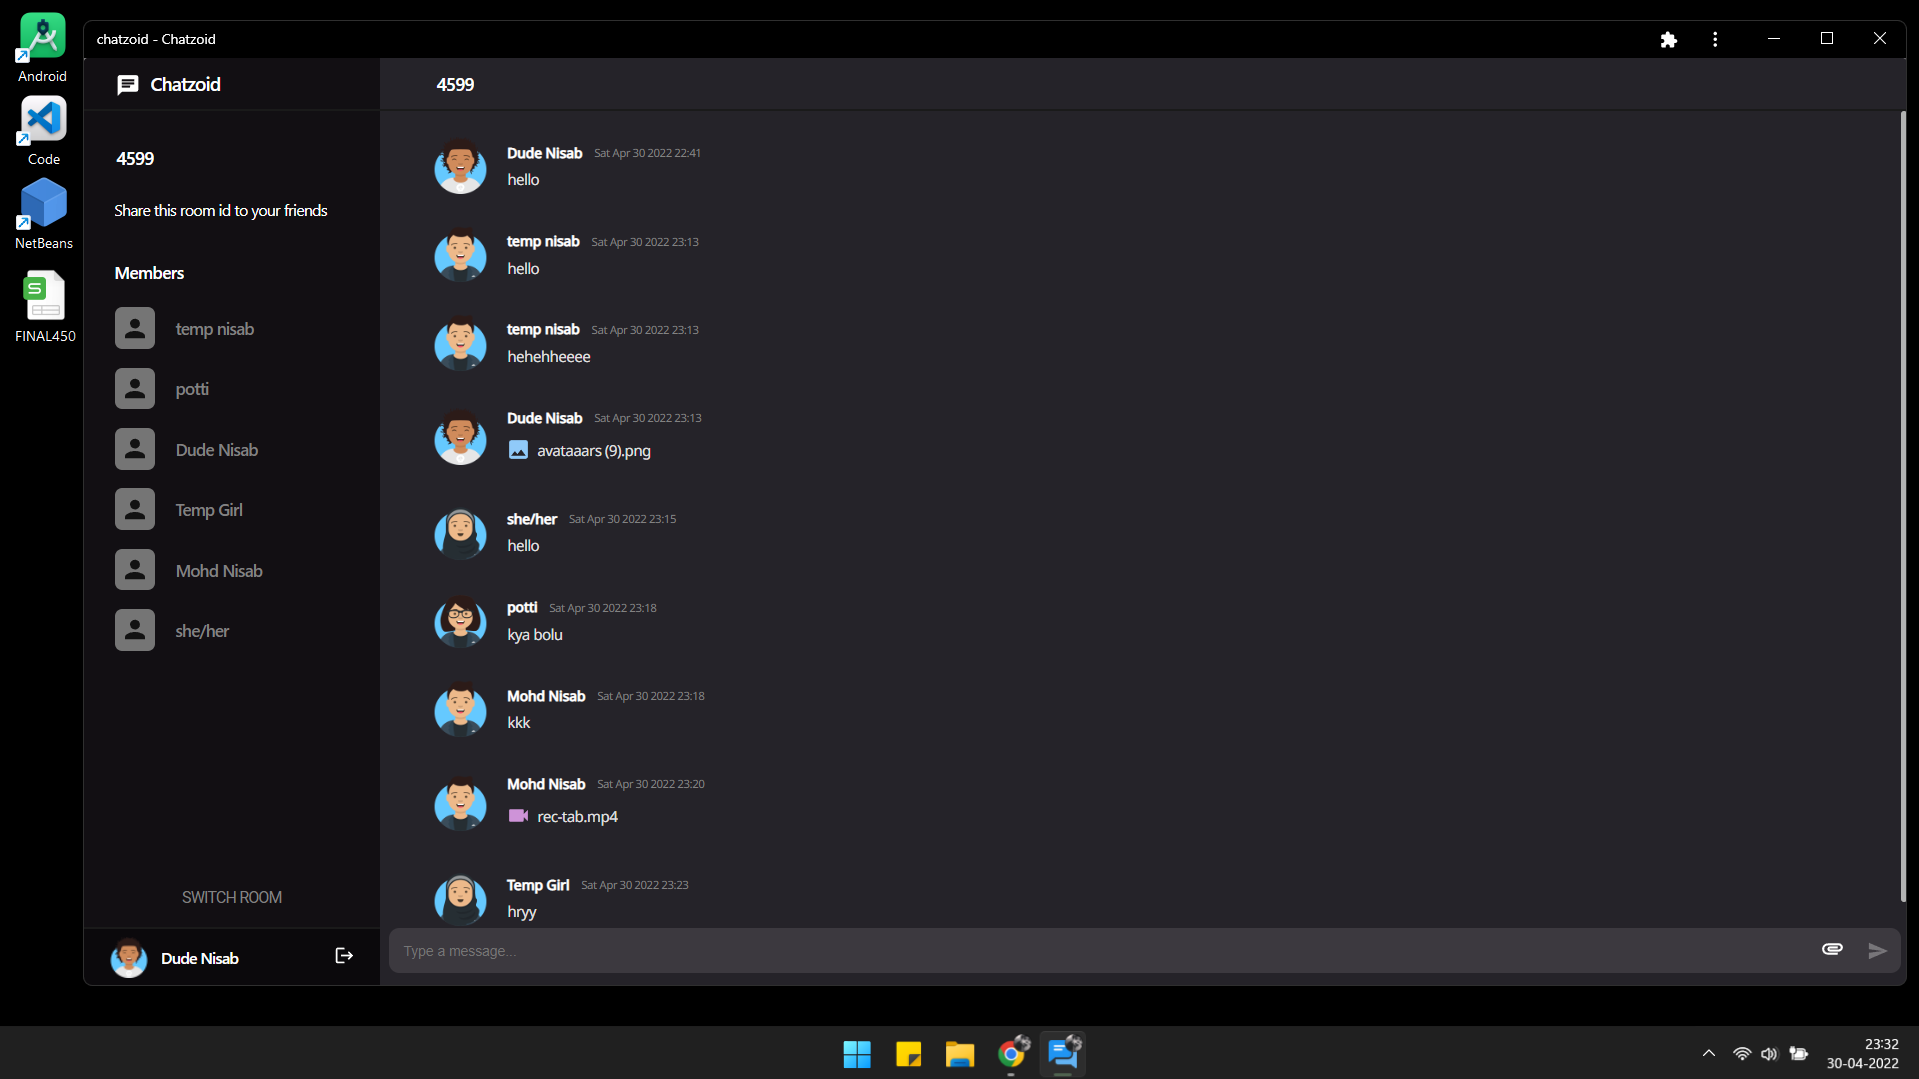 Android
Code
NetBeans
FINAL450
chatzoid - Chatzoid
Chatzoid
4599
Share this room id to your friends
Members
temp nisab
potti
Dude Nisab
Temp Girl
Mohd Nisab
she/her
SWITCH ROOM
Dude Nisab
4599
Dude Nisab Sat Apr 30 2022 22:41
hello
temp nisab Sat Apr 30 2022 23:13
hello
temp nisab Sat Apr 30 2022 23:13
hehehheeee
Dude Nisab Sat Apr 30 2022 23:13
avataaars (9).png
she/her Sat Apr 30 2022 23:15
hello
potti Sat Apr 30 2022 23:18
kya bolu
Mohd Nisab Sat Apr 30 2022 23:18
kkk
Mohd Nisab Sat Apr 30 2022 23:20
rec-tab.mp4
Temp Girl Sat Apr 30 2022 23:23
hryy
Type a message...
23:32
30-04-2022